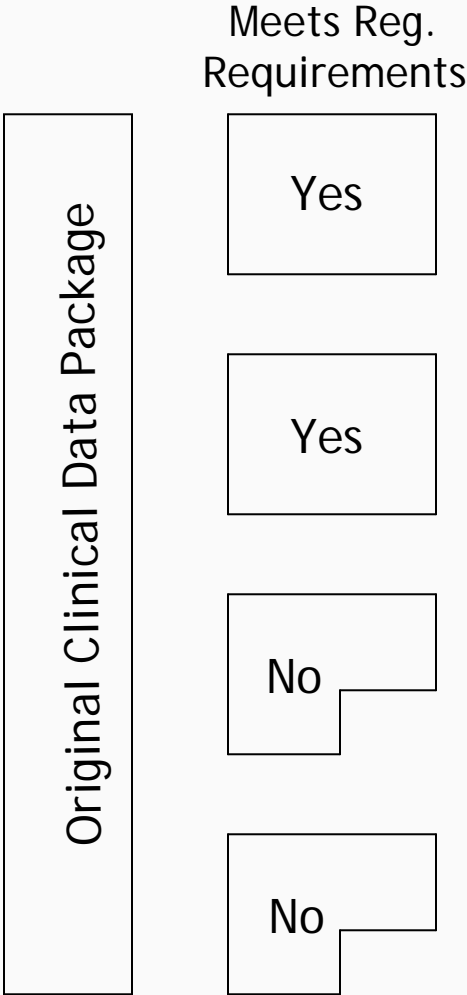 Meets Reg.
Requirements
Original Clinical Data Package
Yes
Yes
No
No